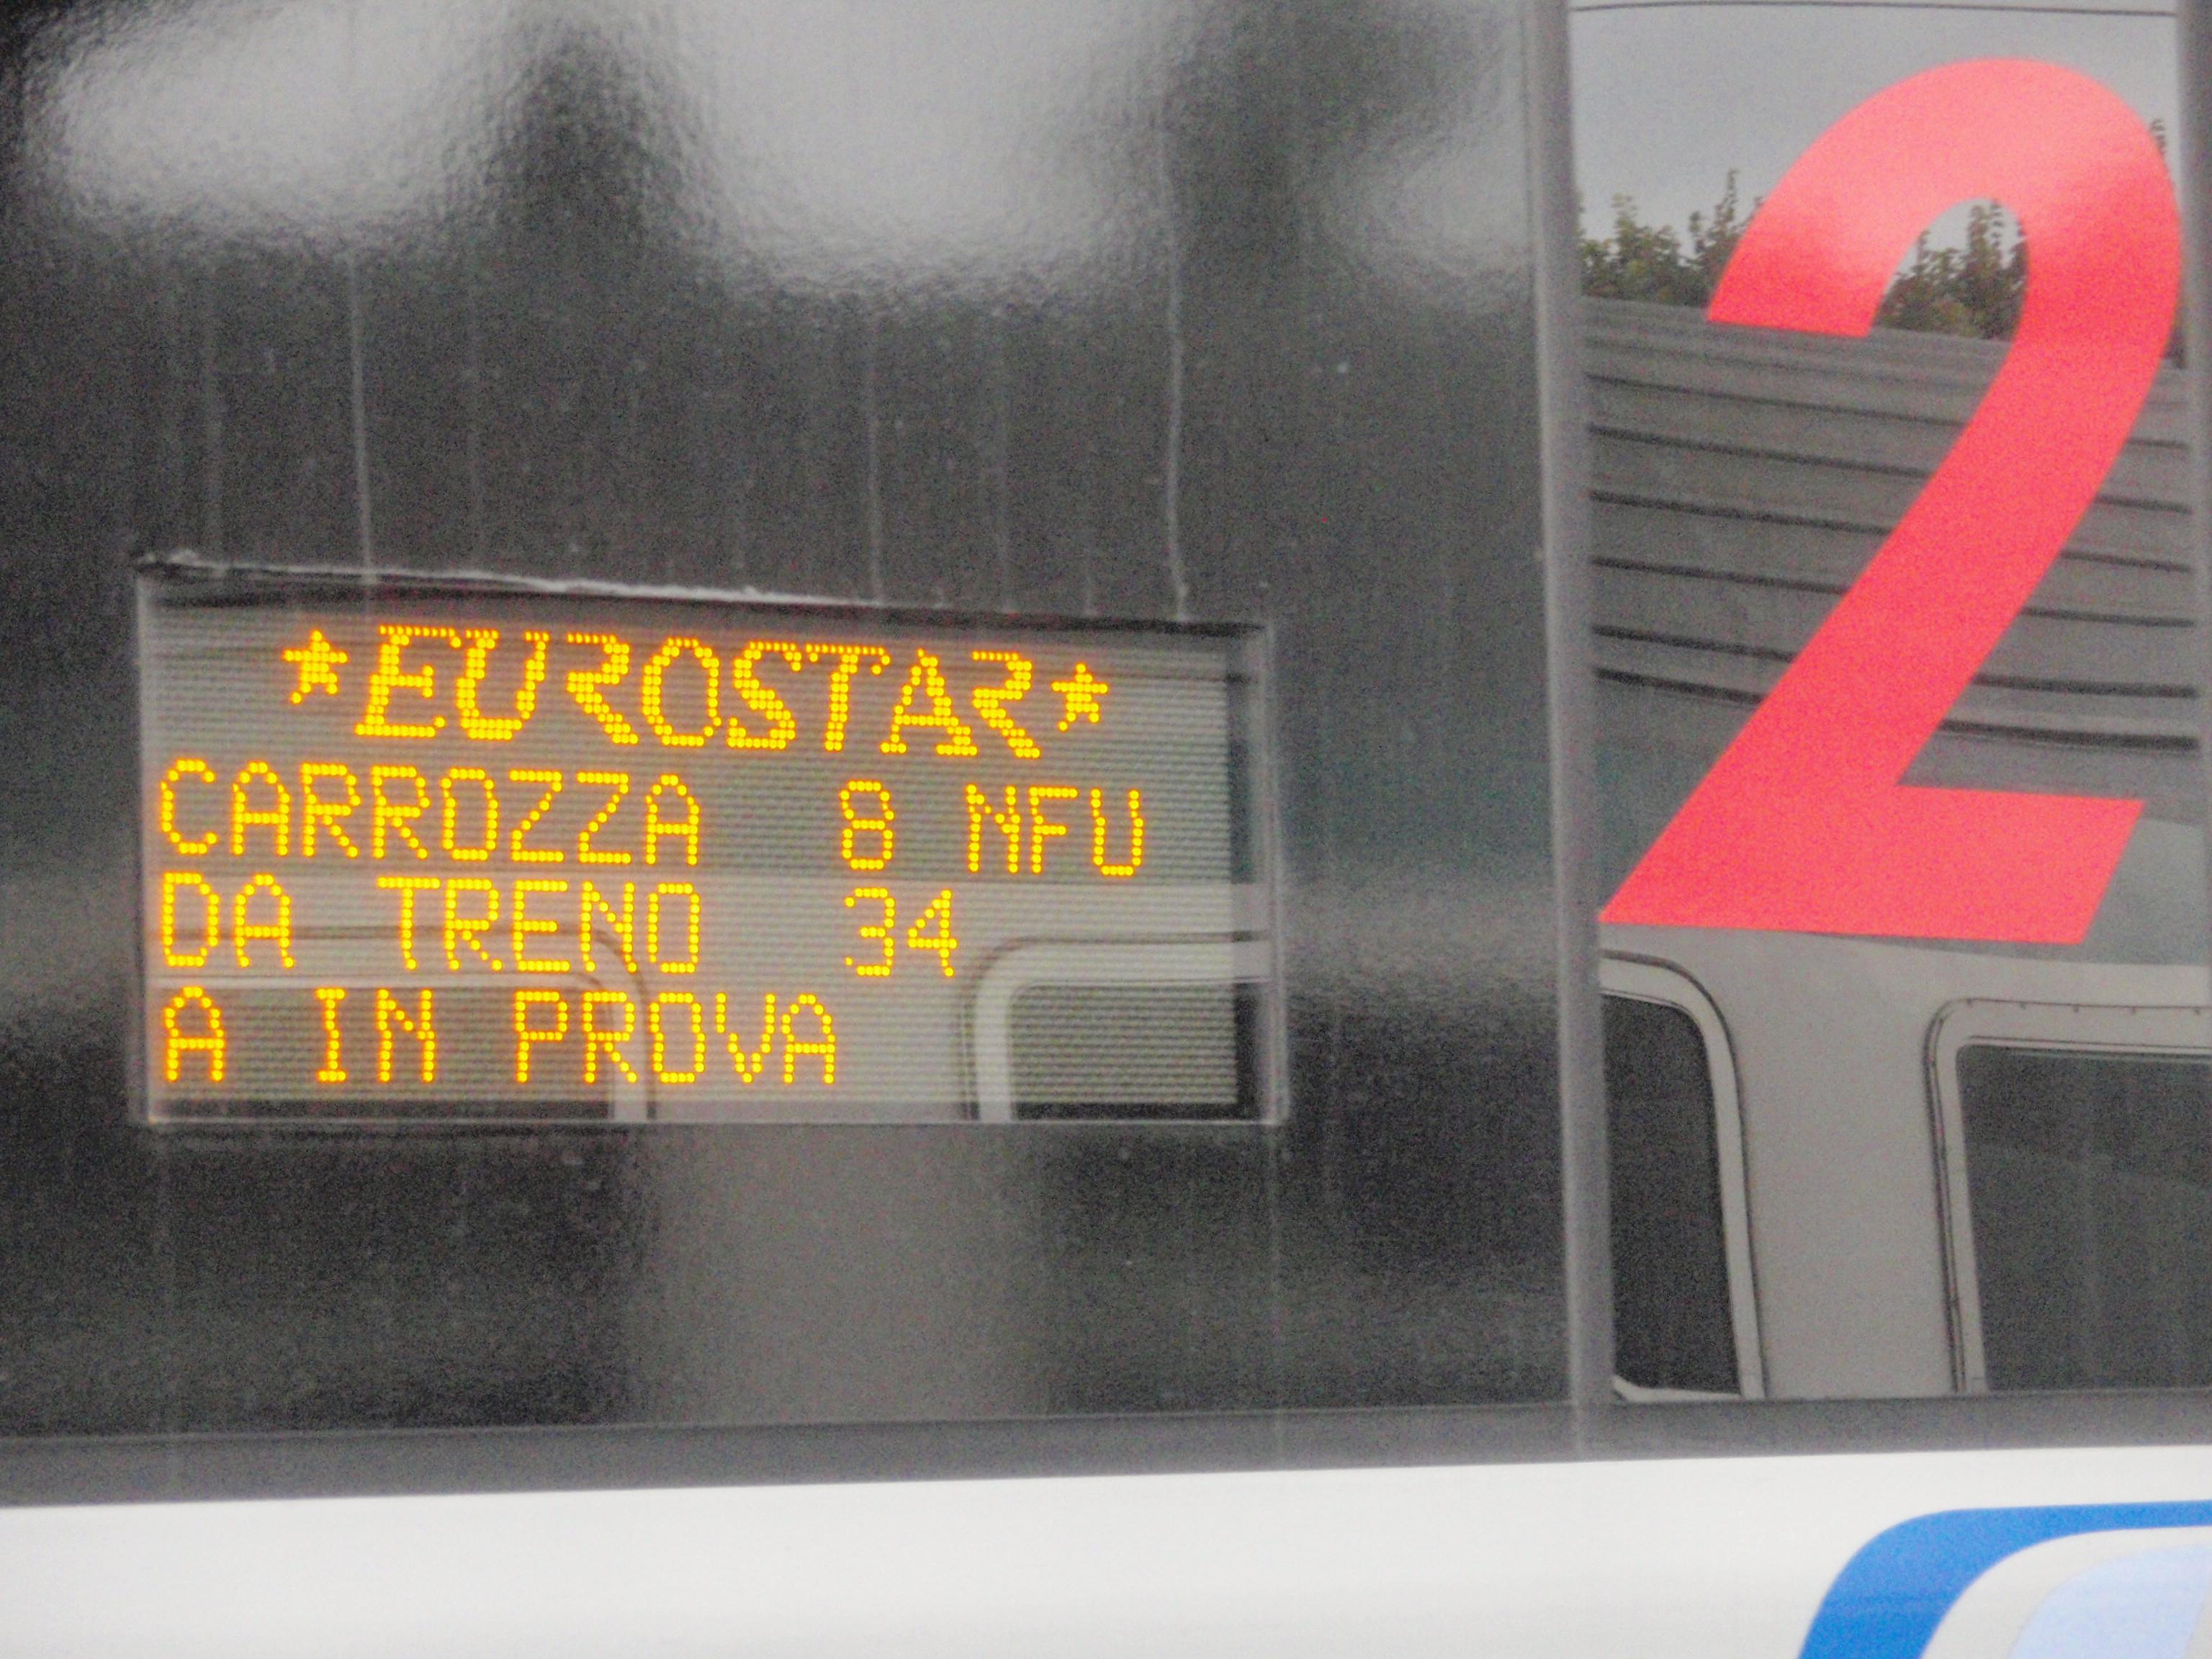 ★EUROSTAR★
CARROZZA 8 NFU
DA TRENO 34
A IN PROVA
2